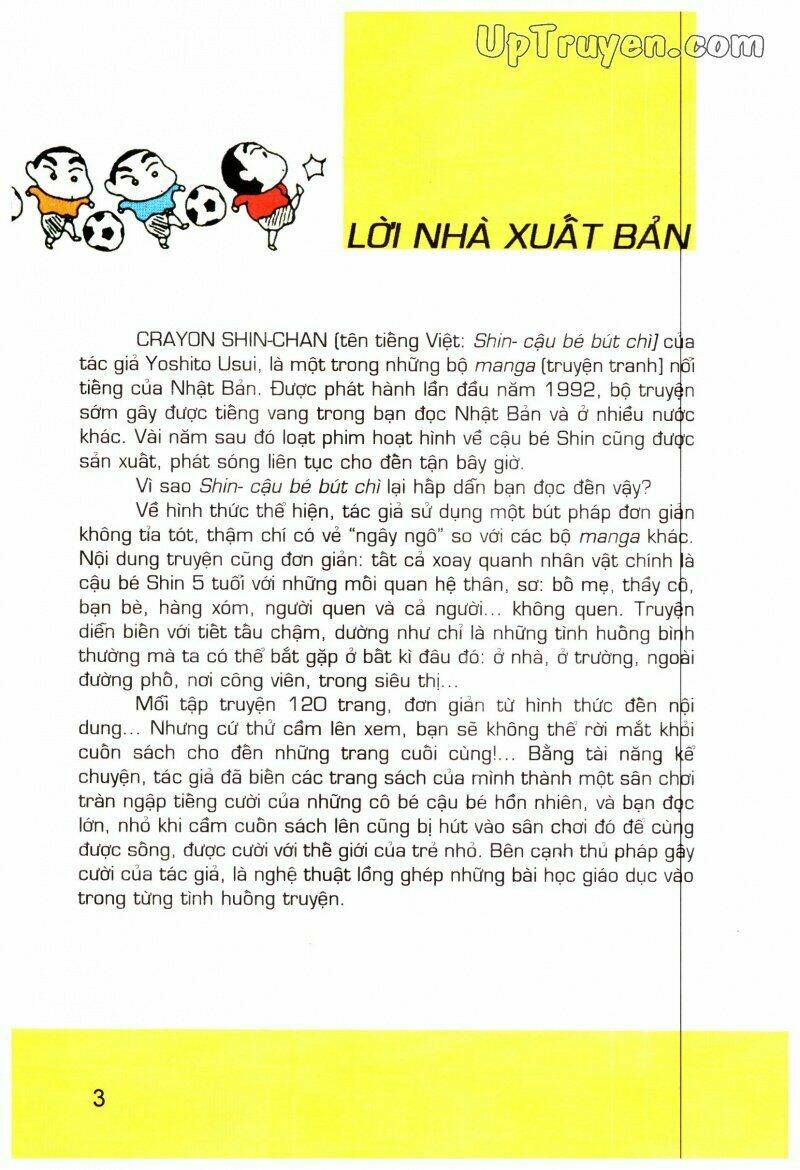 UpTruyen.com
LỜI NHÀ XUẤT BẢN
CRAYON SHIN-CHAN (tên tiếng Việt: Shin- cậu bé bút chì) của
tác giả Yoshito Usui, là một trong những bộ manga (truyện tranh) nổi
tiếng của Nhật Bản. Được phát hành lần đầu năm 1992, bộ truyện
sớm gây được tiếng vang trong bạn đọc Nhật Bản và ở nhiều nước
khác. Vài năm sau đó loạt phim hoạt hình về cậu bé Shin cũng được
sản xuất, phát sóng liên tục cho đến tận bây giờ.
Vì sao Shin- cậu bé bút chì lại hấp dẫn bạn đọc đến vậy?
Về hình thức thể hiện, tác giả sử dụng một bút pháp đơn giản
không tỉa tót, thậm chí có vẻ "ngây ngô" so với các bộ manga khác.
Nội dung truyện cũng đơn giản: tất cả xoay quanh nhân vật chính là
cậu bé Shin 5 tuổi với những mối quan hệ thân, sơ: bố mẹ, thầy cô,
bạn bè, hàng xóm, người quen và cả người... không quen. Truyện
diễn biến với tiết tấu chậm, dường như chỉ là những tình huống bình
thường mà ta có thể bắt gặp ở bất kì đâu đó: ở nhà, ở trường, ngoài
đường phố, nơi công viên, trong siêu thị...
Mỗi tập truyện 120 trang, đơn giản từ hình thức đến nội
dung... Nhưng cứ thử cầm lên xem, bạn sẽ không thể rời mắt khỏi
cuốn sách cho đến những trang cuối cùng!... Bằng tài năng kể
chuyện, tác giả đã biến các trang sách của mình thành một sân chơi
tràn ngập tiếng cười của những cô bé cậu bé hồn nhiên, và bạn đọc
lớn, nhỏ khi cầm cuốn sách lên cũng bị hút vào sân chơi đó để cùng
được sống, được cười với thế giới của trẻ nhỏ. Bên cạnh thủ pháp gây
cười của tác giả, là nghệ thuật lồng ghép những bài học giáo dục vào
trong từng tình huống truyện.
3